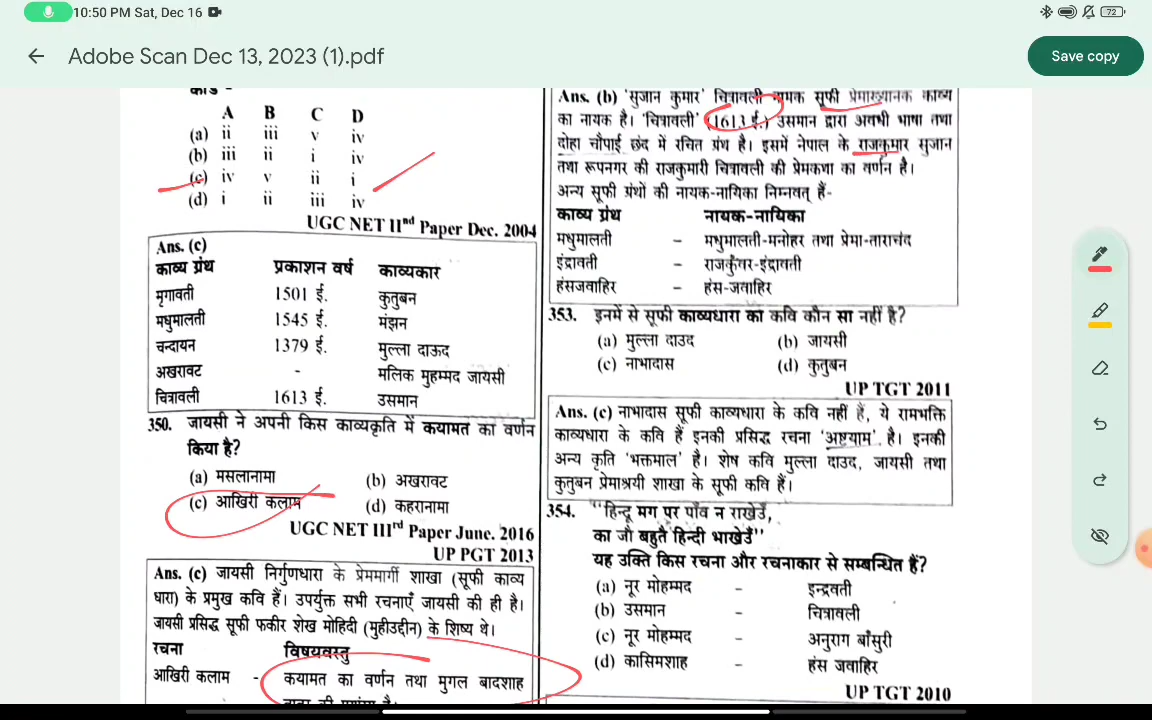 10:50 PM Sat, Dec 16
72
Adobe Scan Dec 13, 2023 (1).pdf
Save copy
कोड -
A B C D
(a) ii iii v iv
(b) iii ii i iv
(c) iv v ii i
(d) i ii iii iv
UGC NET IInd Paper Dec. 2004
Ans. (c)
काव्य ग्रंथ प्रकाशन वर्ष काव्यकार
मृगावती 1501 ई. कुतुबन
मधुमालती 1545 ई. मंझन
चन्दायन 1379 ई. मुल्ला दाऊद
अखरावट - मलिक मुहम्मद जायसी
चित्रावली 1613 ई. उसमान
350. जायसी ने अपनी किस काव्यकृति में कयामत का वर्णन
किया है?
(a) मसलानामा (b) अखरावट
(c) आखिरी कलाम (d) कहरानामा
UGC NET IIIrd Paper June. 2016
UP PGT 2013
Ans. (c) जायसी निर्गुणधारा के प्रेममार्गी शाखा (सूफी काव्य
धारा) के प्रमुख कवि हैं। उपर्युक्त सभी रचनाएँ जायसी की ही है।
जायसी प्रसिद्ध सूफी फकीर शेख मोहिदी (मुहीउद्दीन) के शिष्य थे।
रचना विषयवस्तु
आखिरी कलाम - कयामत का वर्णन तथा मुगल बादशाह
Ans. (b) 'सुजान कुमार' चित्रावली नामक सूफी प्रेमाख्यानक काव्य
का नायक है। 'चित्रावली' (1613 ई.) उसमान द्वारा अवधी भाषा तथा
दोहा चौपाई छंद में रचित ग्रंथ है। इसमें नेपाल के राजकुमार सुजान
तथा रूपनगर की राजकुमारी चित्रावली की प्रेमकथा का वर्णन है।
अन्य सूफी ग्रंथों की नायक-नायिका निम्नवत् हैं-
काव्य ग्रंथ नायक-नायिका
मधुमालती - मधुमालती-मनोहर तथा प्रेमा-ताराचंद
इंद्रावती - राजकुँवर-इंद्रावती
हंसजवाहिर - हंस-जवाहिर
353. इनमें से सूफी काव्यधारा का कवि कौन सा नहीं है?
(a) मुल्ला दाउद (b) जायसी
(c) नाभादास (d) कुतुबन
UP TGT 2011
Ans. (c) नाभादास सूफी काव्यधारा के कवि नहीं हैं, ये रामभक्ति
काव्यधारा के कवि हैं इनकी प्रसिद्ध रचना 'अष्टयाम' है। इनकी
अन्य कृति 'भक्तमाल' है। शेष कवि मुल्ला दाउद, जायसी तथा
कुतुबन प्रेमाश्रयी शाखा के सूफी कवि हैं।
354. "हिन्दू मग पर पाँव न राखेउँ,
का जौ बहुतै हिन्दी भाखेउँ"
यह उक्ति किस रचना और रचनाकार से सम्बन्धित हैं?
(a) नूर मोहम्मद - इन्द्रवती
(b) उसमान - चित्रावली
(c) नूर मोहम्मद - अनुराग बाँसुरी
(d) कासिमशाह - हंस जवाहिर
UP TGT 2010